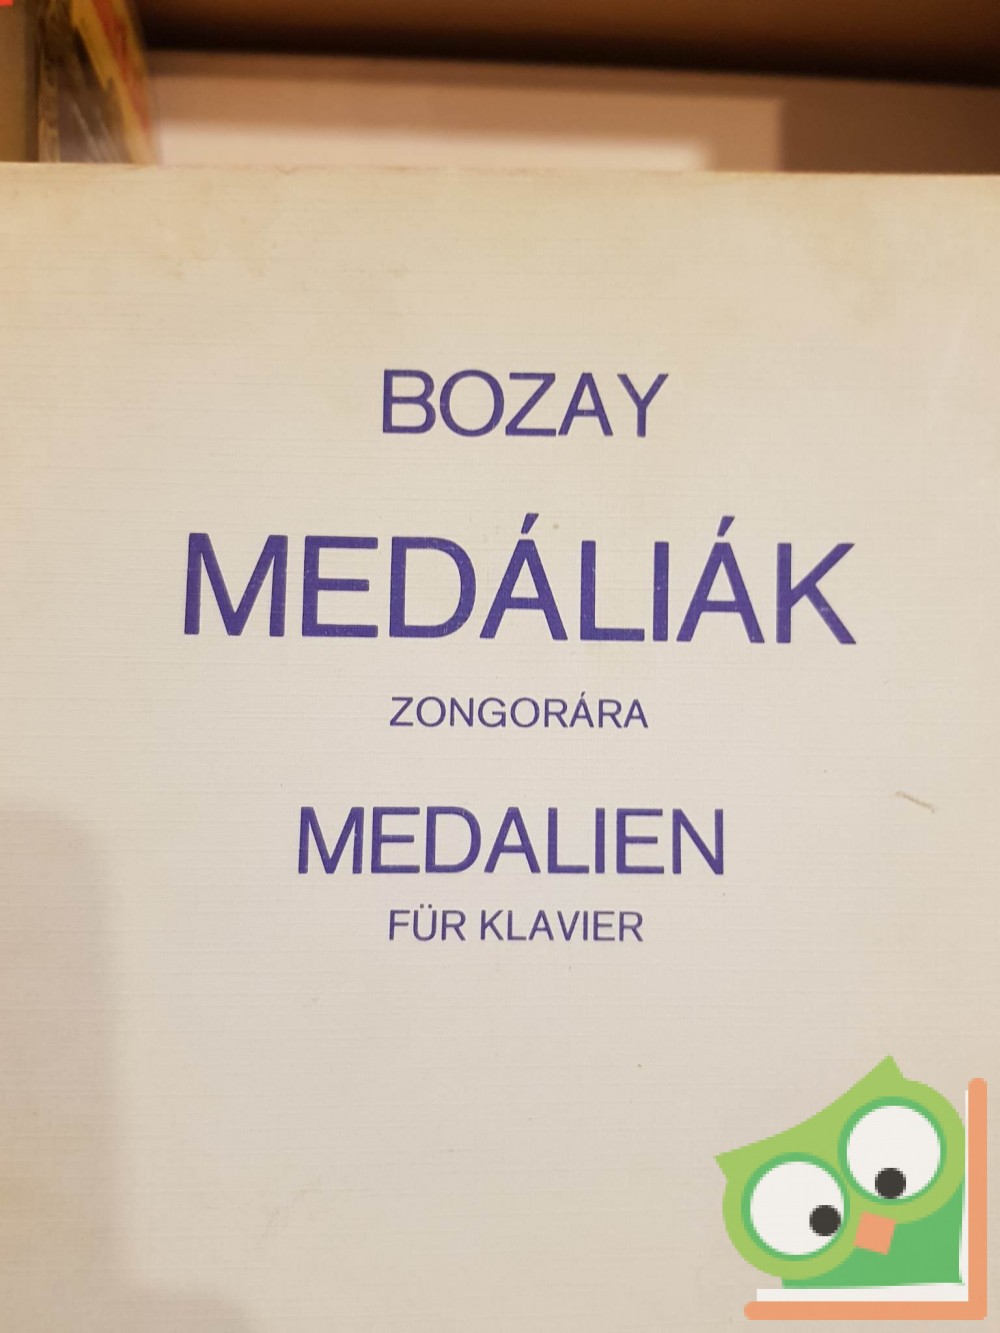 BOZAY
MEDÁLIÁK
ZONGORÁRA
MEDALIEN
FÜR KLAVIER